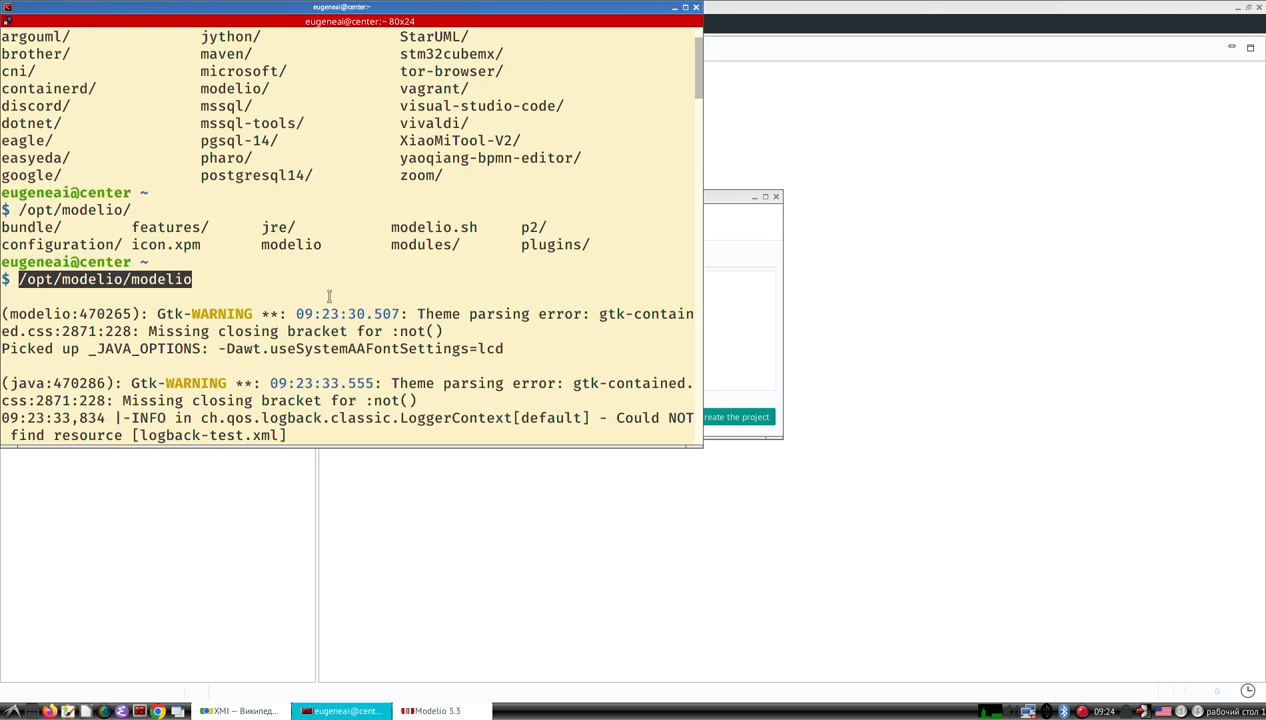 eugeneai@center:~
eugeneai@center:~ 80x24
argouml/ jython/ StarUML/
brother/ maven/ stm32cubemx/
cni/ microsoft/ tor-browser/
containerd/ modelio/ vagrant/
discord/ mssql/ visual-studio-code/
dotnet/ mssql-tools/ vivaldi/
eagle/ pgsql-14/ XiaoMiTool-V2/
easyeda/ pharo/ yaoqiang-bpmn-editor/
google/ postgresql14/ zoom/
eugeneai@center ~
$ /opt/modelio/
bundle/ features/ jre/ modelio.sh p2/
configuration/ icon.xpm modelio modules/ plugins/
eugeneai@center ~
$ /opt/modelio/modelio
(modelio:470265): Gtk-WARNING **: 09:23:30.507: Theme parsing error: gtk-contain
ed.css:2871:228: Missing closing bracket for :not()
Picked up _JAVA_OPTIONS: -Dawt.useSystemAAFontSettings=lcd
(java:470286): Gtk-WARNING **: 09:23:33.555: Theme parsing error: gtk-contained.
css:2871:228: Missing closing bracket for :not()
09:23:33,834 |-INFO in ch.qos.logback.classic.LoggerContext[default] - Could NOT
find resource [logback-test.xml]
reate the project
0
XMI — Википед...
eugeneai@cent...
Modelio 5.3
09:24
рабочий стол 1